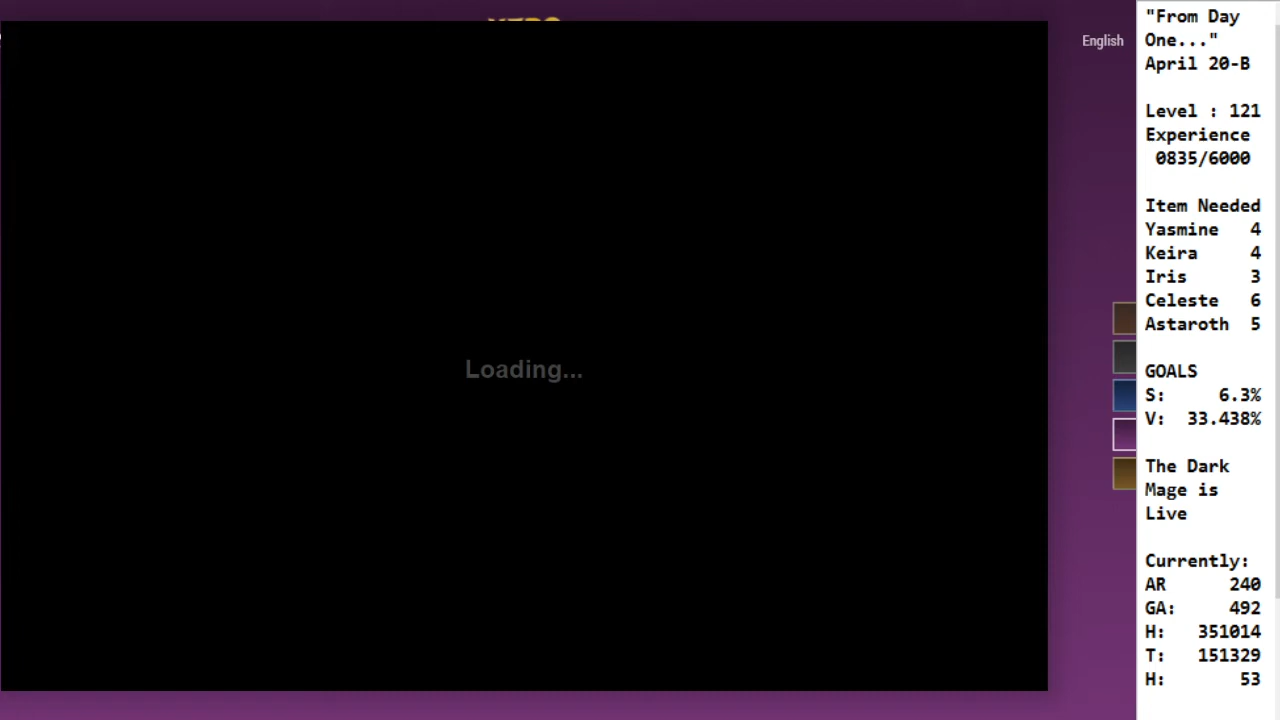 English
Loading...
"From Day
One..."
April 20-B
Level : 121
Experience
0835/6000
Item Needed
Yasmine 4
Keira 4
Iris 3
Celeste 6
Astaroth 5
GOALS
S: 6.3%
V: 33.438%
The Dark
Mage is
Live
Currently:
AR 240
GA: 492
H: 351014
T: 151329
H: 53